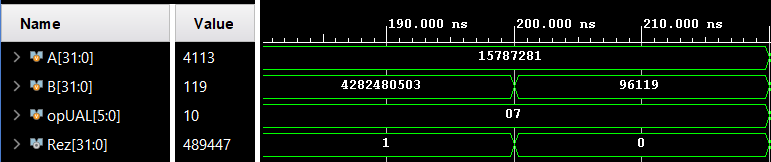 Name Value 190.000 ns 200.000 ns 210.000 ns
A[31:0] 4113 15787281
B[31:0] 119 4282480503 96119
opUAL[5:0] 10 07
Rez[31:0] 489447 1 0